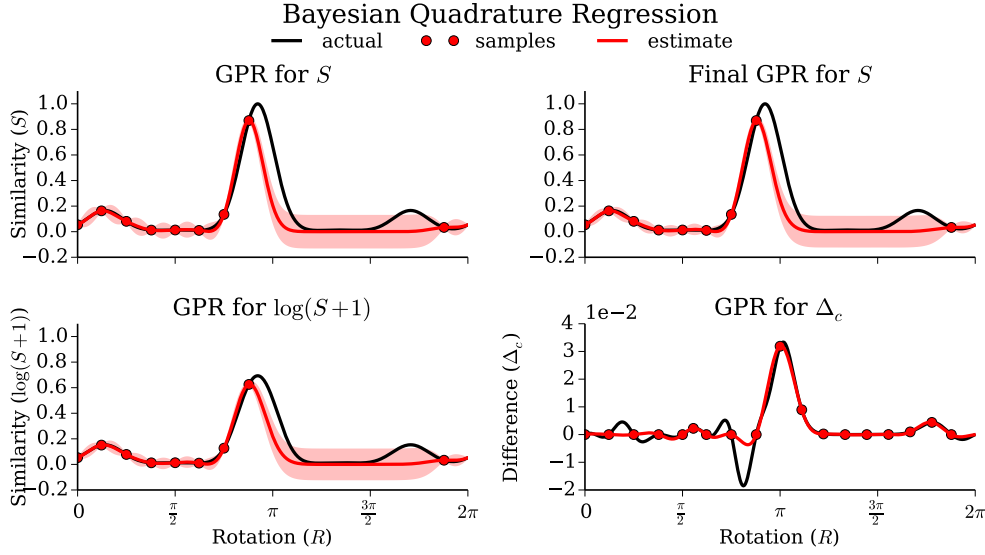 Bayesian Quadrature Regression
actual samples estimate
GPR for S
Final GPR for S
Similarity (S)
1.0
0.8
0.6
0.4
0.2
0.0
−0.2
1.0
0.8
0.6
0.4
0.2
0.0
−0.2
GPR for log(S+1)
GPR for Δ_c
Similarity (log(S+1))
1.0
0.8
0.6
0.4
0.2
0.0
−0.2
0 π/2 π 3π/2 2π
Rotation (R)
Difference (Δ_c)
1e−2
4
3
2
1
0
−1
−2
0 π/2 π 3π/2 2π
Rotation (R)